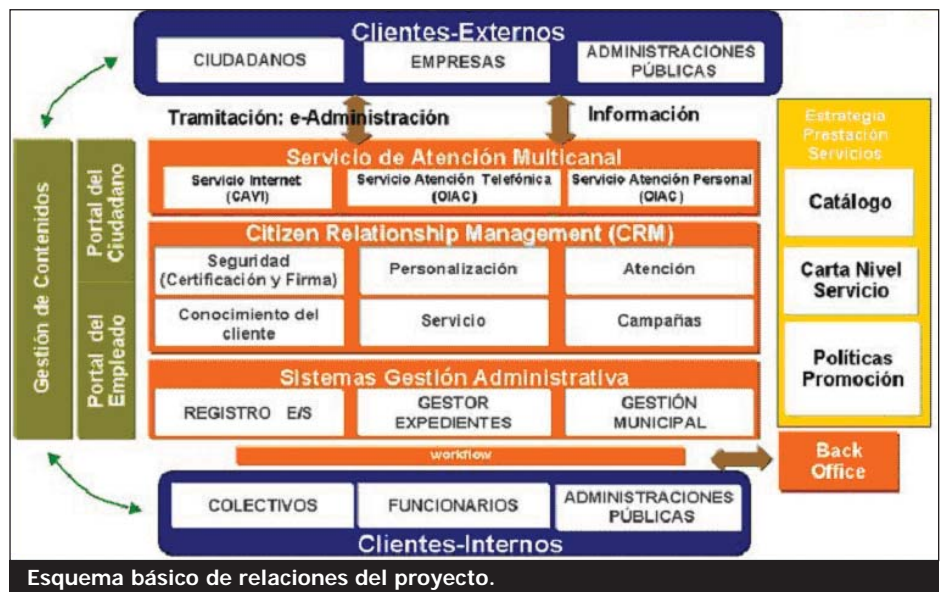 Clientes-Externos
CIUDADANOS
EMPRESAS
ADMINISTRACIONES
PÚBLICAS
Tramitación: e-Administración
Información
Gestión de Contenidos
Portal del
Ciudadano
Portal del
Empleado
Servicio de Atención Multicanal
Servicio Internet
(CAYI)
Servicio Atención Telefónica
(OIAC)
Servicio Atención Personal
(OIAC)
Citizen Relationship Management (CRM)
Seguridad
(Certificación y Firma)
Personalización
Atención
Conocimiento del
cliente
Servicio
Campañas
Sistemas Gestión Administrativa
REGISTRO E/S
GESTOR
EXPEDIENTES
GESTIÓN
MUNICIPAL
workflow
Estrategia
Prestación
Servicios
Catálogo
Carta Nivel
Servicio
Políticas
Promoción
Back
Office
COLECTIVOS
FUNCIONARIOS
ADMINISTRACIONES
PÚBLICAS
Clientes-Internos
Esquema básico de relaciones del proyecto.